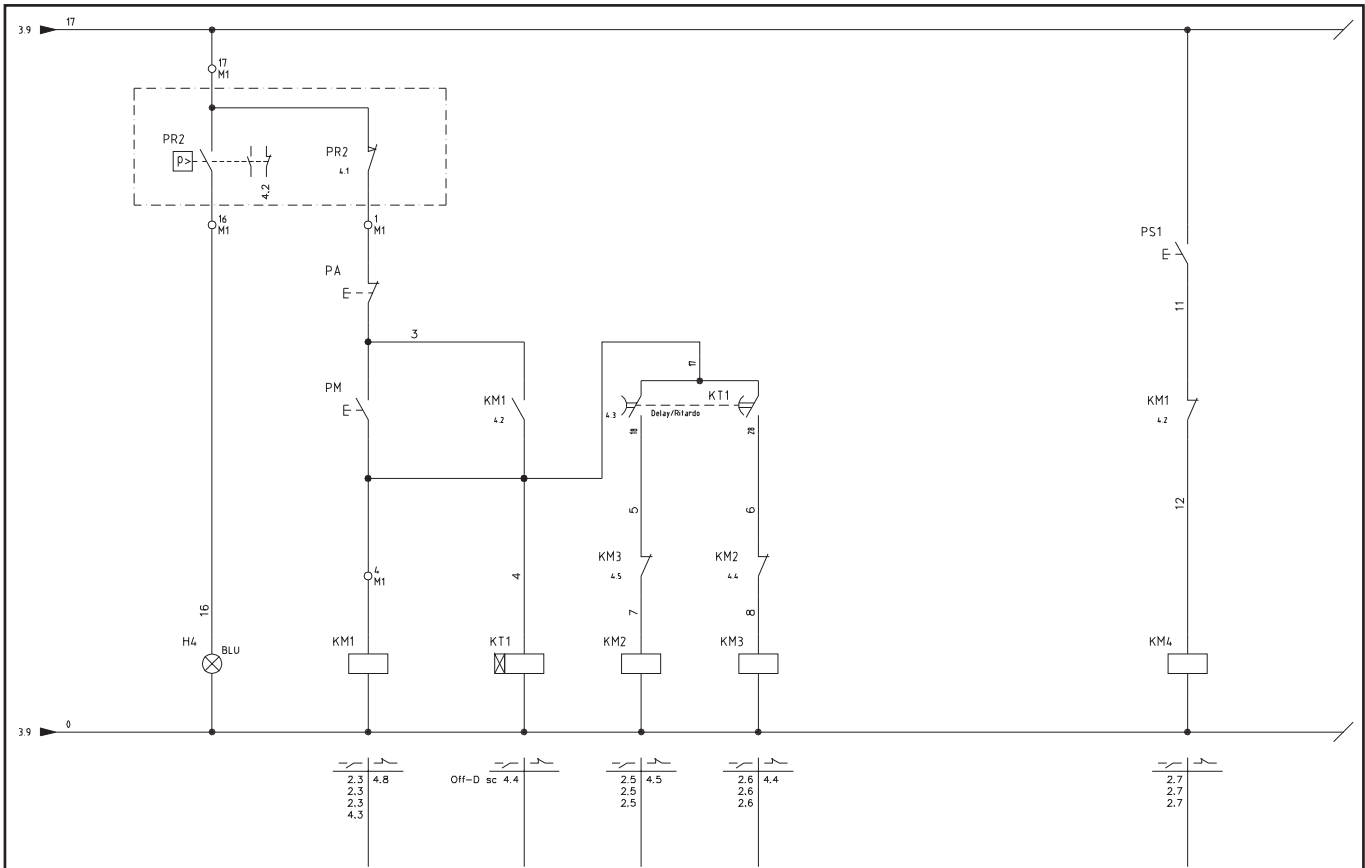 3.9 17
17
M1
PR2
P>
4.2
PR2
4.1
16
M1
1
M1
PS1
PA
11
3
17
PM
KM1
4.2
4.3
Delay/Ritardo
KT1
18
28
KM1
4.2
12
5
6
KM3
4.5
KM2
4.4
4
M1
4
16
7
8
H4
BLU
KM1
KT1
KM2
KM3
KM4
3.9 0
2.3 4.8
2.3
2.3
4.3
Off-D sc 4.4
2.5 4.5
2.5
2.5
2.6 4.4
2.6
2.6
2.7
2.7
2.7